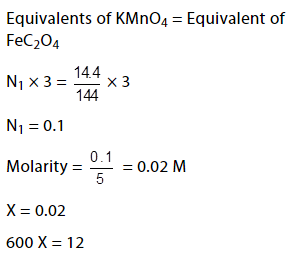 Equivalents of KMnO₄ = Equivalent of
FeC₂O₄
N₁ × 3 = 14.4/144 × 3
N₁ = 0.1
Molarity = 0.1/5 = 0.02 M
X = 0.02
600 X = 12